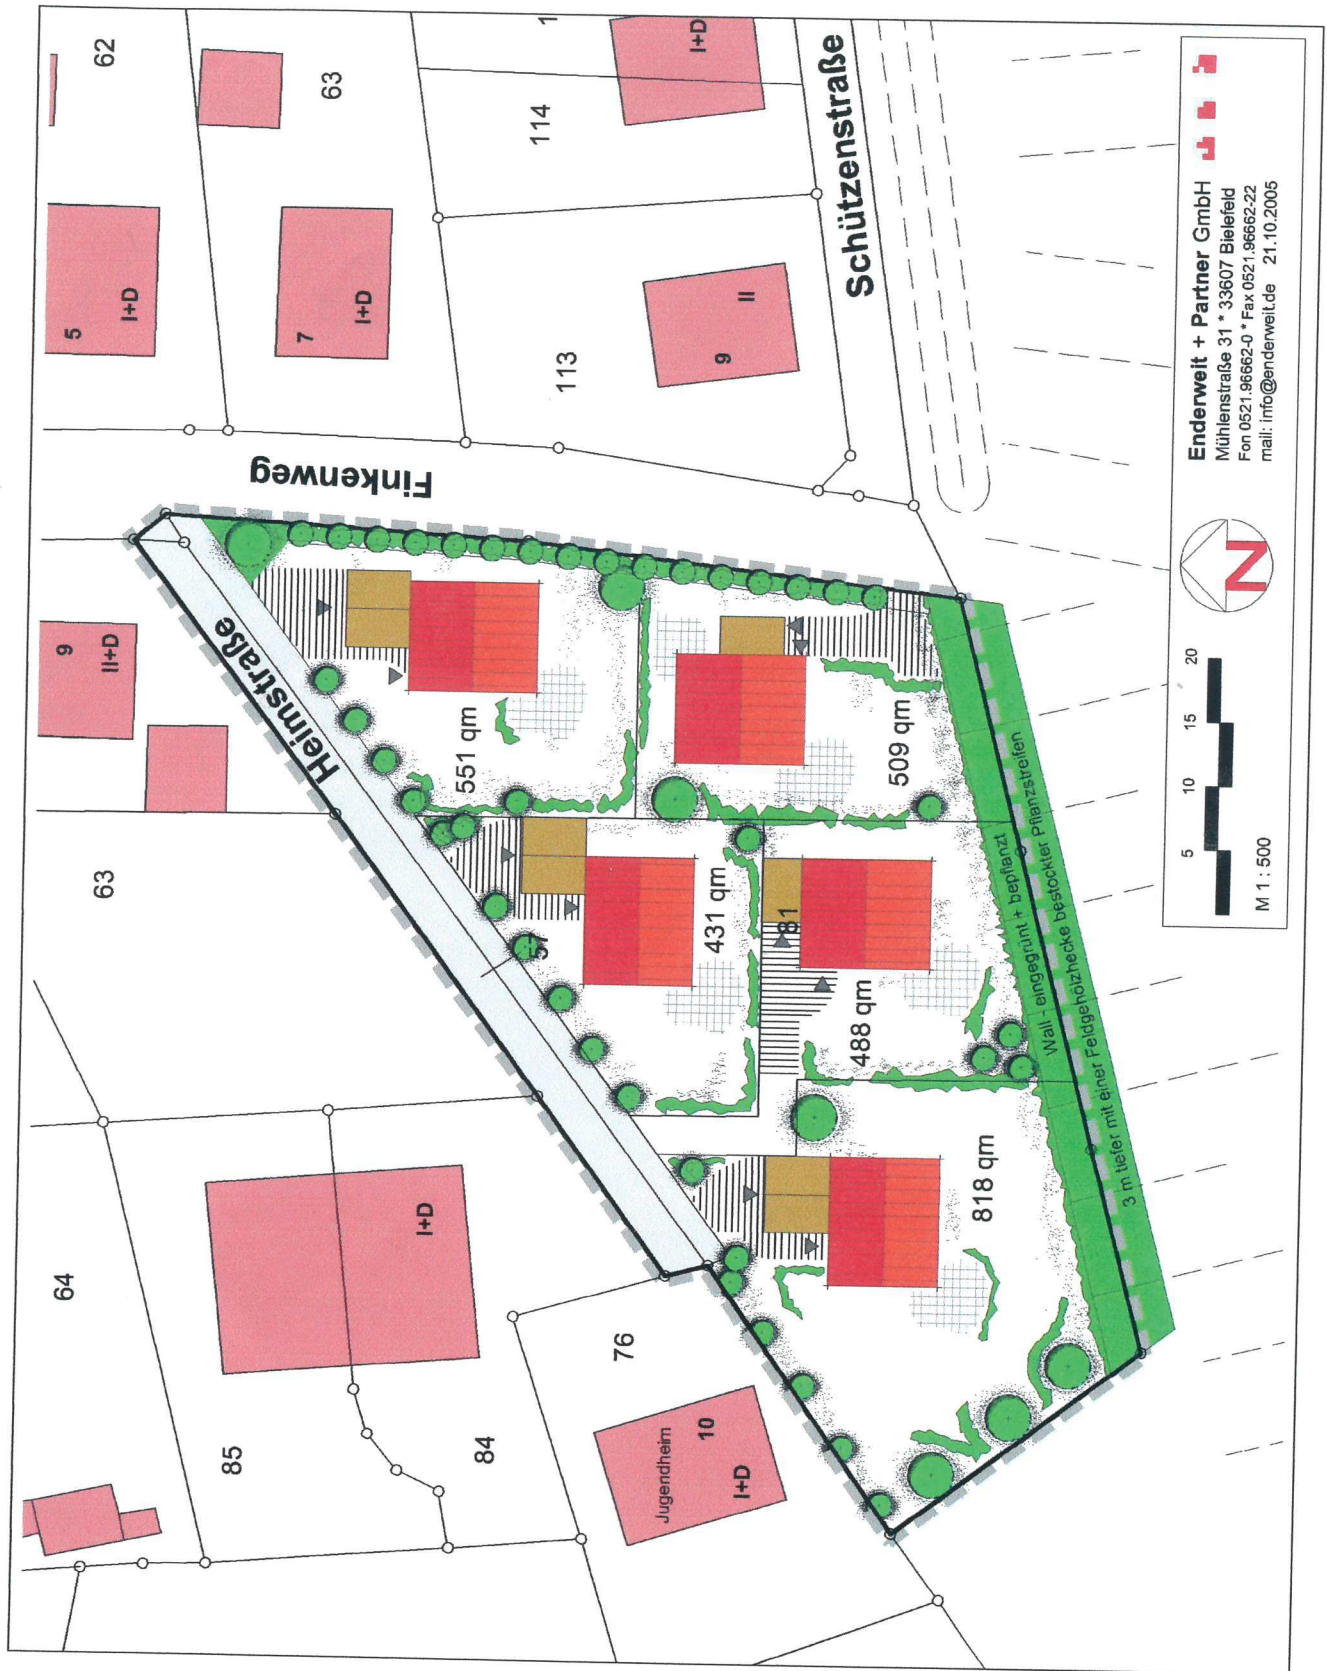 62
63
114
1
I+D
5
I+D
7
I+D
113
9
II
Schützenstraße
Finkenweg
Heimstraße
9
II+D
63
64
85
I+D
84
76
Jugendheim
10
I+D
551 qm
509 qm
57
431 qm
81
488 qm
818 qm
Wall - eingegrünt + bepflanzt
3 m tiefer mit einer Feldgehölzhecke bestockter Pflanzstreifen
5 10 15 20
M 1 : 500
N
Enderweit + Partner GmbH
Mühlenstraße 31 * 33607 Bielefeld
Fon 0521.96662-0 * Fax 0521.96662-22
mail: info@enderweit.de 21.10.2005